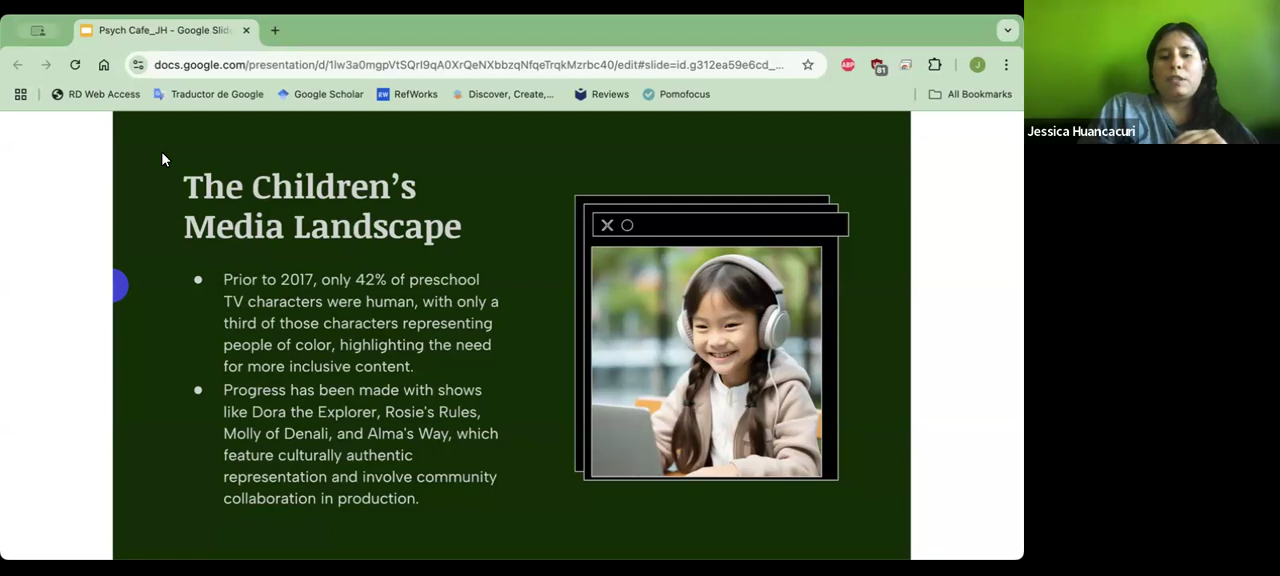 Psych Cafe_JH - Google Slid
docs.google.com/presentation/d/1lw3a0mgpVtSQrI9qA0XrQeNXbbzqNfqeTrqkMzrbc40/edit#slide=id.g312ea59e6cd_...
ABP
81
J
RD Web Access
Traductor de Google
Google Scholar
RW RefWorks
Discover, Create,...
Reviews
Pomofocus
All Bookmarks
Jessica Huancacuri
The Children's
Media Landscape
● Prior to 2017, only 42% of preschool
TV characters were human, with only a
third of those characters representing
people of color, highlighting the need
for more inclusive content.
● Progress has been made with shows
like Dora the Explorer, Rosie's Rules,
Molly of Denali, and Alma's Way, which
feature culturally authentic
representation and involve community
collaboration in production.